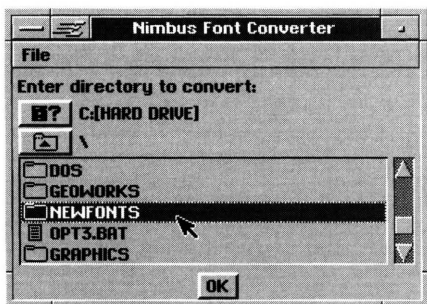 Nimbus Font Converter
File
Enter directory to convert:
? C:[HARD DRIVE]
\
DOS
GEOWORKS
NEWFONTS
OPT3.BAT
GRAPHICS
OK